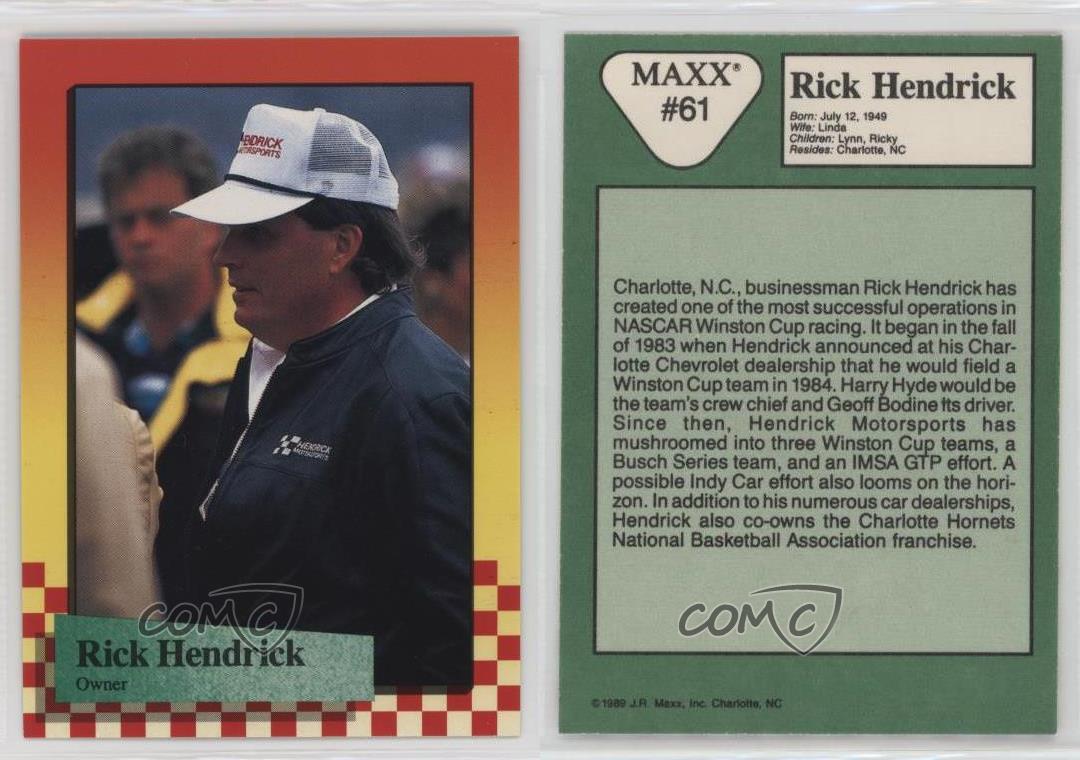 HENDRICK
MOTORSPORTS
HENDRICK
MOTORSPORTS
COMC
Rick Hendrick
Owner
MAXX®
#61
Rick Hendrick
Born: July 12, 1949
Wife: Linda
Children: Lynn, Ricky
Resides: Charlotte, NC
Charlotte, N.C., businessman Rick Hendrick has
created one of the most successful operations in
NASCAR Winston Cup racing. It began in the fall
of 1983 when Hendrick announced at his Char-
lotte Chevrolet dealership that he would field a
Winston Cup team in 1984. Harry Hyde would be
the team's crew chief and Geoff Bodine its driver.
Since then, Hendrick Motorsports has
mushroomed into three Winston Cup teams, a
Busch Series team, and an IMSA GTP effort. A
possible Indy Car effort also looms on the hori-
zon. In addition to his numerous car dealerships,
Hendrick also co-owns the Charlotte Hornets
National Basketball Association franchise.
COMC
©1989 J.R. Maxx, Inc. Charlotte, NC